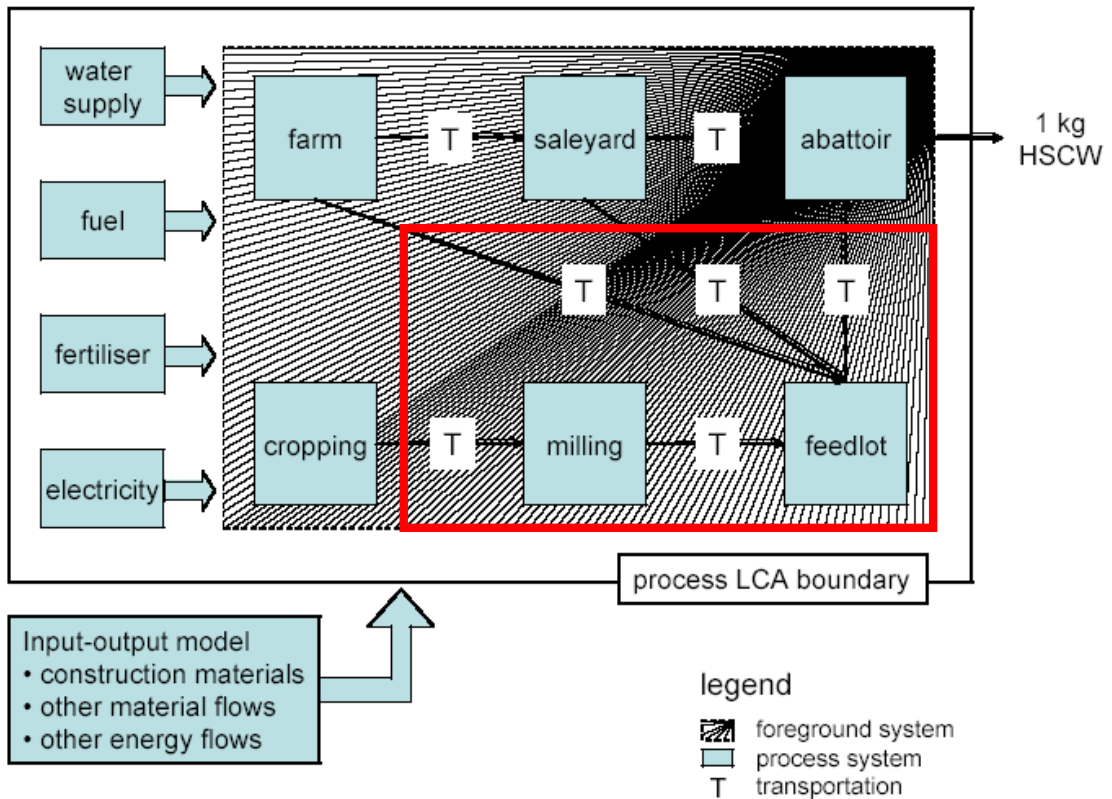 water
supply
fuel
fertiliser
electricity
farm
T
saleyard
T
abattoir
1 kg
HSCW
T
T
T
cropping
T
milling
T
feedlot
process LCA boundary
Input-output model
• construction materials
• other material flows
• other energy flows
legend
foreground system
process system
T transportation